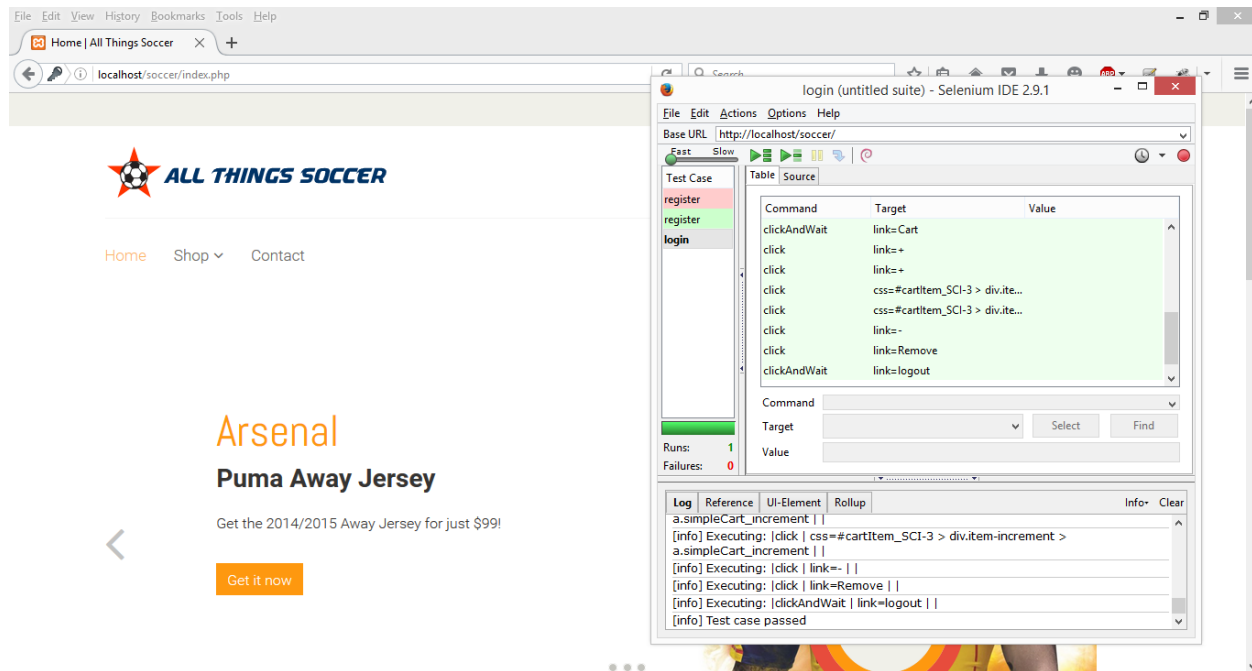 File Edit View History Bookmarks Tools Help
Home | All Things Soccer
localhost/soccer/index.php
Search
ABP
ALL THINGS SOCCER
Home Shop Contact
Arsenal
Puma Away Jersey
Get the 2014/2015 Away Jersey for just $99!
Get it now
login (untitled suite) - Selenium IDE 2.9.1
File Edit Actions Options Help
Base URL http://localhost/soccer/
Fast Slow
Test Case
register
register
login
Runs: 1
Failures: 0
Table Source
Command Target Value
clickAndWait link=Cart
click link=+
click link=+
click css=#cartItem_SCI-3 > div.ite...
click css=#cartItem_SCI-3 > div.ite...
click link=-
click link=Remove
clickAndWait link=logout
Command
Target Select Find
Value
Log Reference UI-Element Rollup Info Clear
a.simpleCart_increment | |
[info] Executing: |click | css=#cartItem_SCI-3 > div.item-increment >
a.simpleCart_increment | |
[info] Executing: |click | link=- | |
[info] Executing: |click | link=Remove | |
[info] Executing: |clickAndWait | link=logout | |
[info] Test case passed